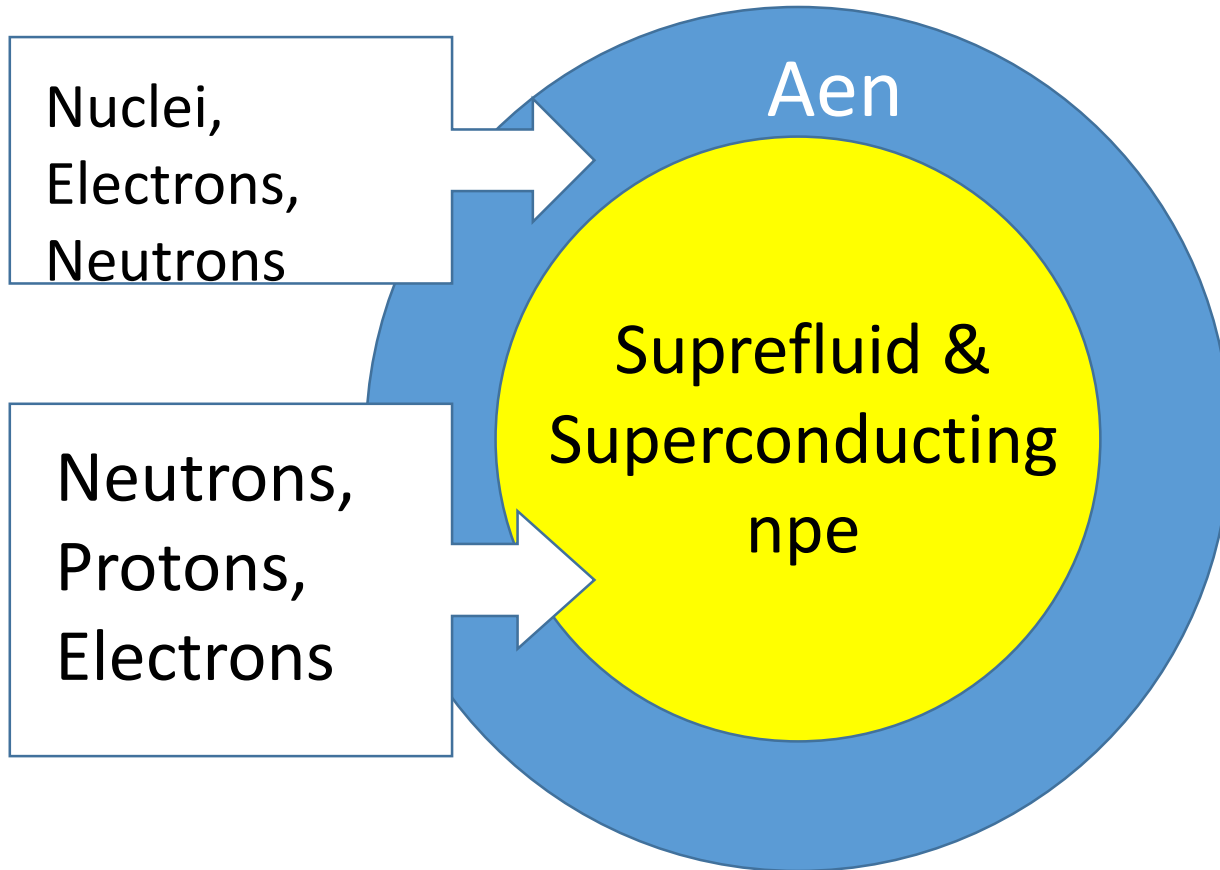 Nuclei,
Electrons,
Neutrons
Aen
Suprefluid &
Superconducting
npe
Neutrons,
Protons,
Electrons